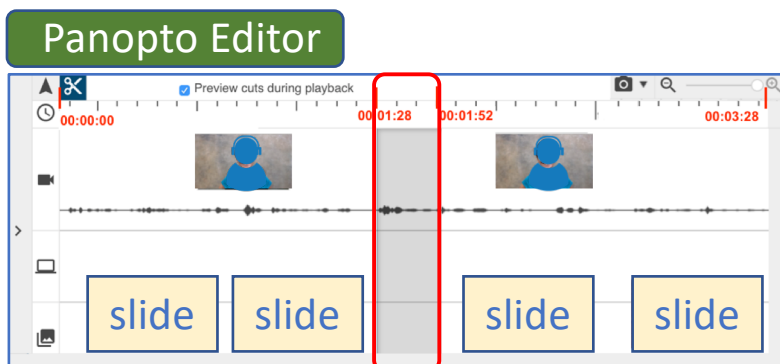 Panopto Editor
Preview cuts during playback
00:00:00 00:01:28 00:01:52 00:03:28
slide slide slide slide